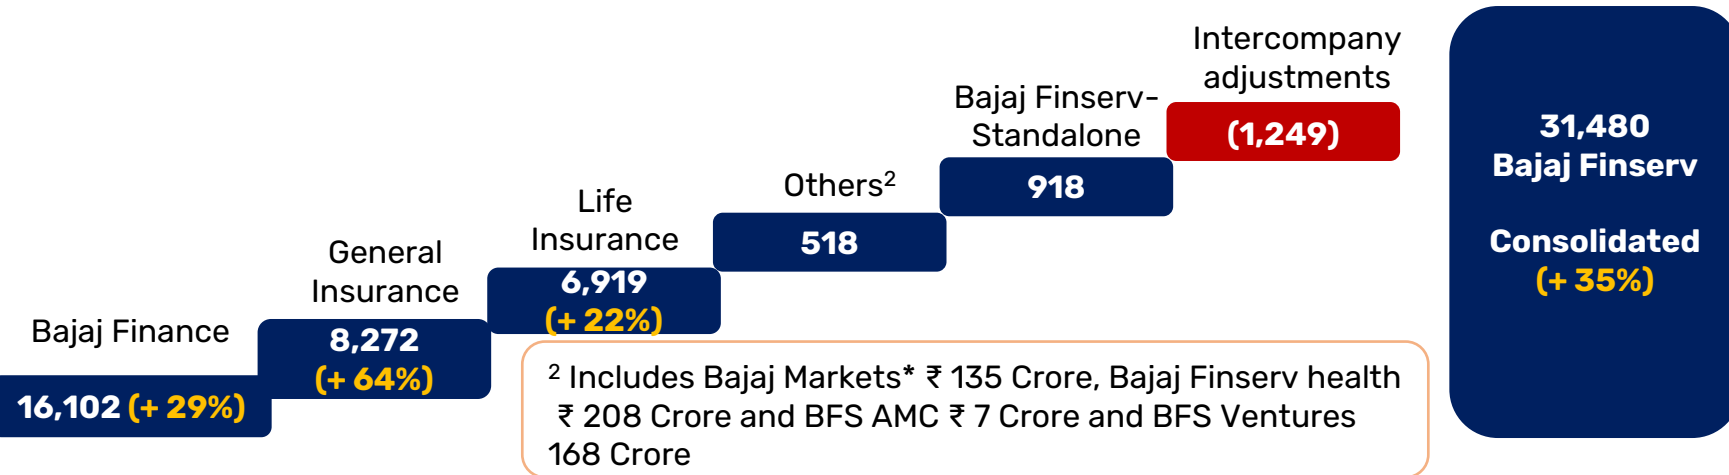 Bajaj Finance
16,102 (+ 29%)
General
Insurance
8,272
(+ 64%)
Life
Insurance
6,919
(+ 22%)
Others²
518
Bajaj Finserv-
Standalone
918
Intercompany
adjustments
(1,249)
31,480
Bajaj Finserv
Consolidated
(+ 35%)
² Includes Bajaj Markets* ₹ 135 Crore, Bajaj Finserv health
₹ 208 Crore and BFS AMC ₹ 7 Crore and BFS Ventures
168 Crore